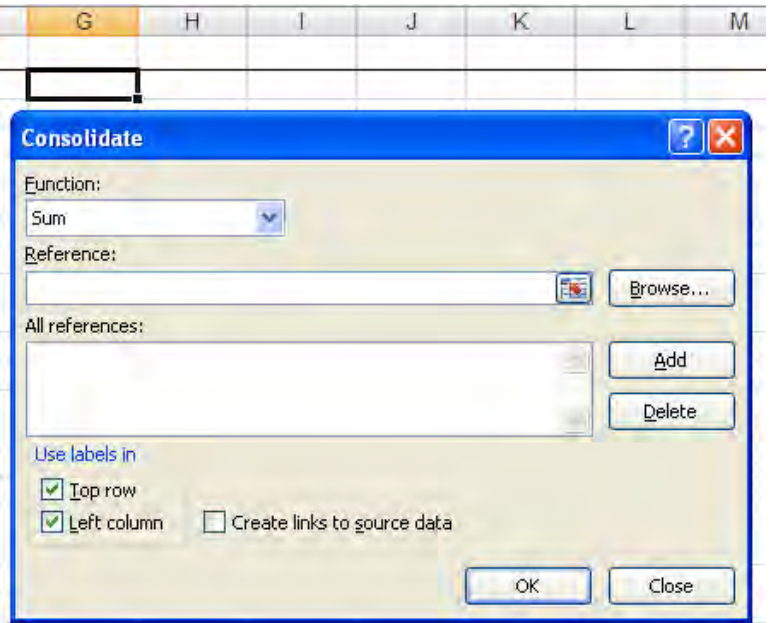 G H I J K L M
Consolidate
Function:
Sum
Reference:
Browse...
All references:
Add
Delete
Use labels in
Top row
Left column Create links to source data
OK Close